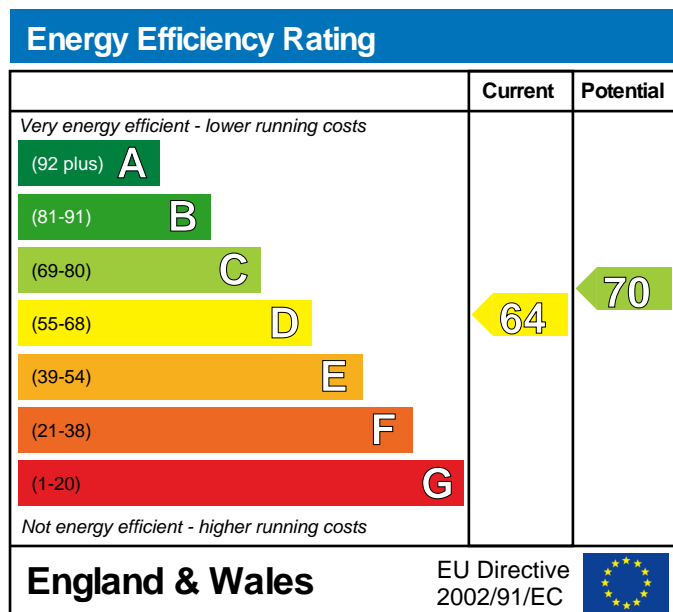 Energy Efficiency Rating
Current Potential
Very energy efficient - lower running costs
(92 plus) A
(81-91) B
(69-80) C
(55-68) D
(39-54) E
(21-38) F
(1-20) G
64
70
Not energy efficient - higher running costs
England & Wales
EU Directive
2002/91/EC